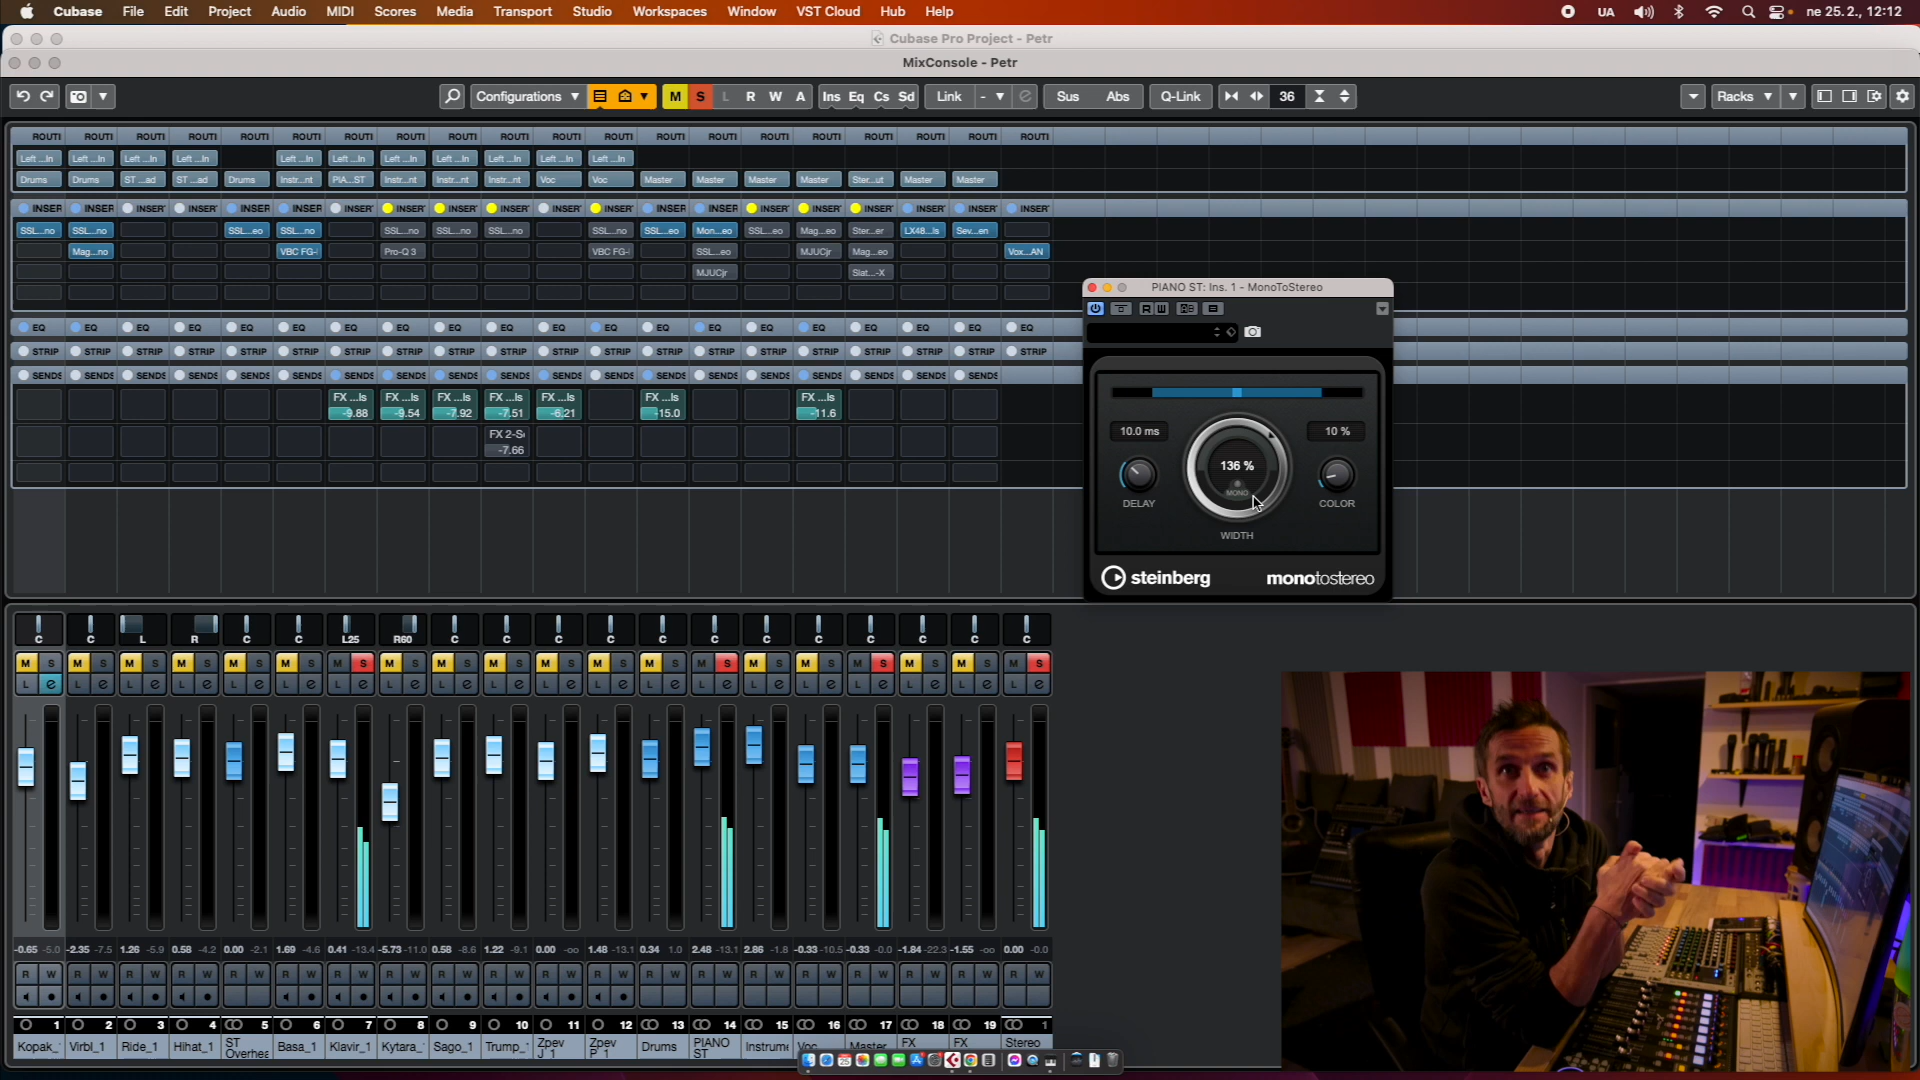 Cubase File Edit Project Audio MIDI Scores Media Transport Studio Workspaces Window VST Cloud Hub Help UA ne 25.2., 12:12
Cubase Pro Project - Petr
MixConsole - Petr
Configurations M S L R W A Ins Eq Cs Sd Link - Sus Abs Q-Link 36 Racks
ROUTI ROUTI ROUTI ROUTI ROUTI ROUTI ROUTI ROUTI ROUTI ROUTI ROUTI ROUTI ROUTI ROUTI ROUTI ROUTI ROUTI ROUTI ROUTI ROUTI
Left ...In Left ...In Left ...In Left ...In Left ...In Left ...In Left ...In Left ...In Left ...In Left ...In Left ...In
Drums Drums ST ...ad ST ...ad Drums Instr...nt PIA...ST Instr...nt Instr...nt Instr...nt Voc Voc Master Master Master Master Ster...ut Master Master
INSER INSER INSER INSER INSER INSER INSER INSER INSER INSER INSER INSER INSER INSER INSER INSER INSER INSER INSER INSER
SSL...no SSL...no SSL...eo SSL...no SSL...no SSL...no SSL...no SSL...no SSL...eo Mon...eo SSL...eo Mag...eo Ster...er LX48...ls Sev...en
Mag...no VBC FG-I Pro-Q 3 VBC FG-I SSL...eo MJUCjr Mag...eo Vox...AN
MJUCjr Slat...-X
EQ EQ EQ EQ EQ EQ EQ EQ EQ EQ EQ EQ EQ EQ EQ EQ EQ EQ EQ EQ
STRIP STRIP STRIP STRIP STRIP STRIP STRIP STRIP STRIP STRIP STRIP STRIP STRIP STRIP STRIP STRIP STRIP STRIP STRIP STRIP
SENDS SENDS SENDS SENDS SENDS SENDS SENDS SENDS SENDS SENDS SENDS SENDS SENDS SENDS SENDS SENDS SENDS SENDS SENDS
FX ...ls FX ...ls FX ...ls FX ...ls FX ...ls FX ...ls FX ...ls
-9.88 -9.54 -7.92 -7.51 -6.21 -15.0 -11.6
FX 2-S
-7.66
PIANO ST: Ins. 1 - MonoToStereo
R W
10.0 ms 10 %
136 %
MONO
DELAY COLOR
WIDTH
steinberg monotostereo
C C L R C C L25 R60 C C C C C C C C C C C C
M S M S M S M S M S M S M S M S M S M S M S M S M S M S M S M S M S M S M S M S
L e L e L e L e L e L e L e L e L e L e L e L e L e L e L e L e L e L e L e L e
-0.65 -5.0 -2.35 -7.5 1.26 -5.9 0.58 -4.2 0.00 -2.1 1.69 -4.6 0.41 -13.4 -5.73 -11.0 0.58 -8.6 1.22 -9.1 0.00 -oo 1.48 -13.1 0.34 1.0 2.48 -13.1 2.86 -1.8 -0.33 -10.5 -0.33 -0.0 -1.84 -22.3 -1.55 -oo 0.00 -0.0
R W R W R W R W R W R W R W R W R W R W R W R W R W R W R W R W R W R W R W R W
1 2 3 4 5 6 7 8 9 10 11 12 13 14 15 16 17 18 19 1
Kopak_ Virbl_1 Ride_1 Hihat_1 ST Overhea Basa_1 Klavir_1 Kytara_ Sago_1 Trump_ Zpev J 1 Zpev P 1 Drums PIANO ST Instrume Voc Master FX FX Stereo